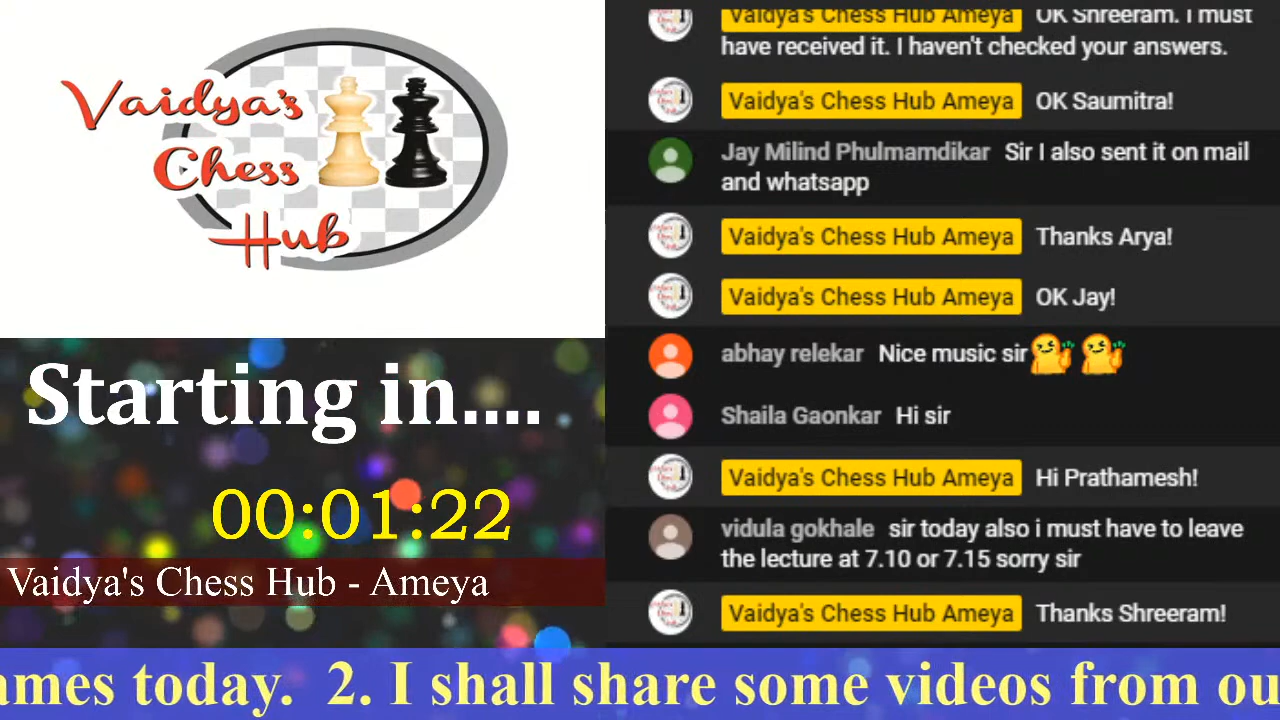 Vaidya's
Chess
Hub
Starting in....
00:01:22
Vaidya's Chess Hub - Ameya
Vaidya's Chess Hub Ameya OK Shreeram. I must
have received it. I haven't checked your answers.
Vaidya's Chess Hub Ameya OK Saumitra!
Jay Milind Phulmamdikar Sir I also sent it on mail
and whatsapp
Vaidya's Chess Hub Ameya Thanks Arya!
Vaidya's Chess Hub Ameya OK Jay!
abhay relekar Nice music sir
Shaila Gaonkar Hi sir
Vaidya's Chess Hub Ameya Hi Prathamesh!
vidula gokhale sir today also i must have to leave
the lecture at 7.10 or 7.15 sorry sir
Vaidya's Chess Hub Ameya Thanks Shreeram!
ames today. 2. I shall share some videos from ou